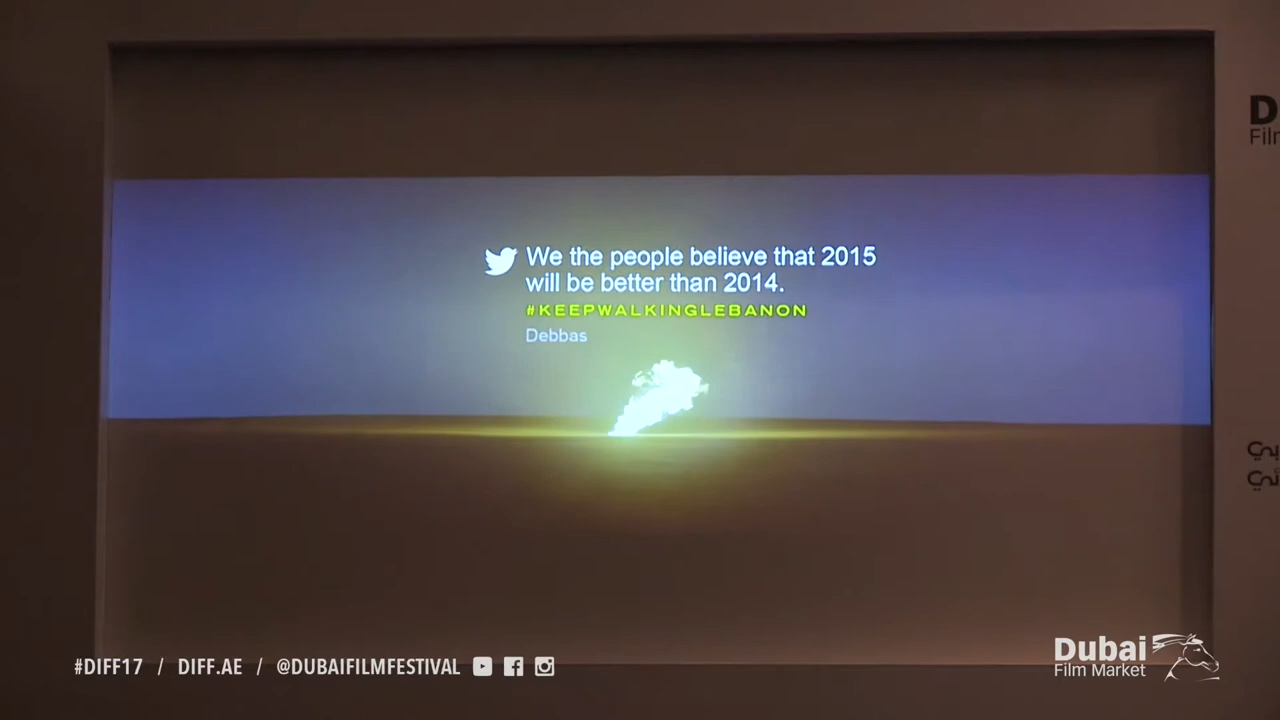 We the people believe that 2015
will be better than 2014.
#KEEPWALKINGLEBANON
Debbas
#DIFF17 / DIFF.AE / @DUBAIFILMFESTIVAL
Dubai
Film Market